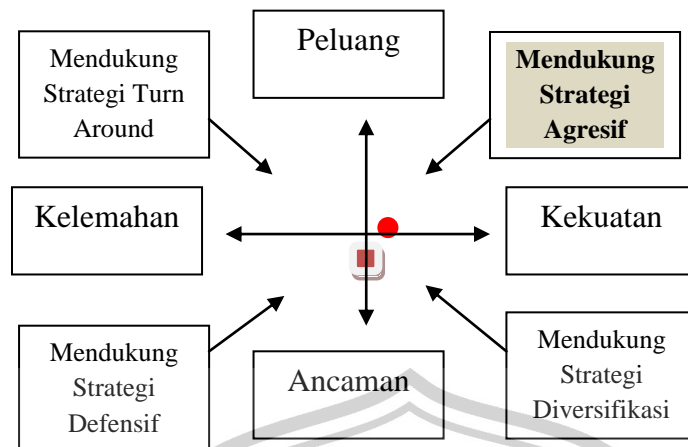 Peluang
Mendukung
Strategi Turn
Around
Mendukung
Strategi
Agresif
Kelemahan
Kekuatan
Mendukung
Strategi
Defensif
Ancaman
Mendukung
Strategi
Diversifikasi